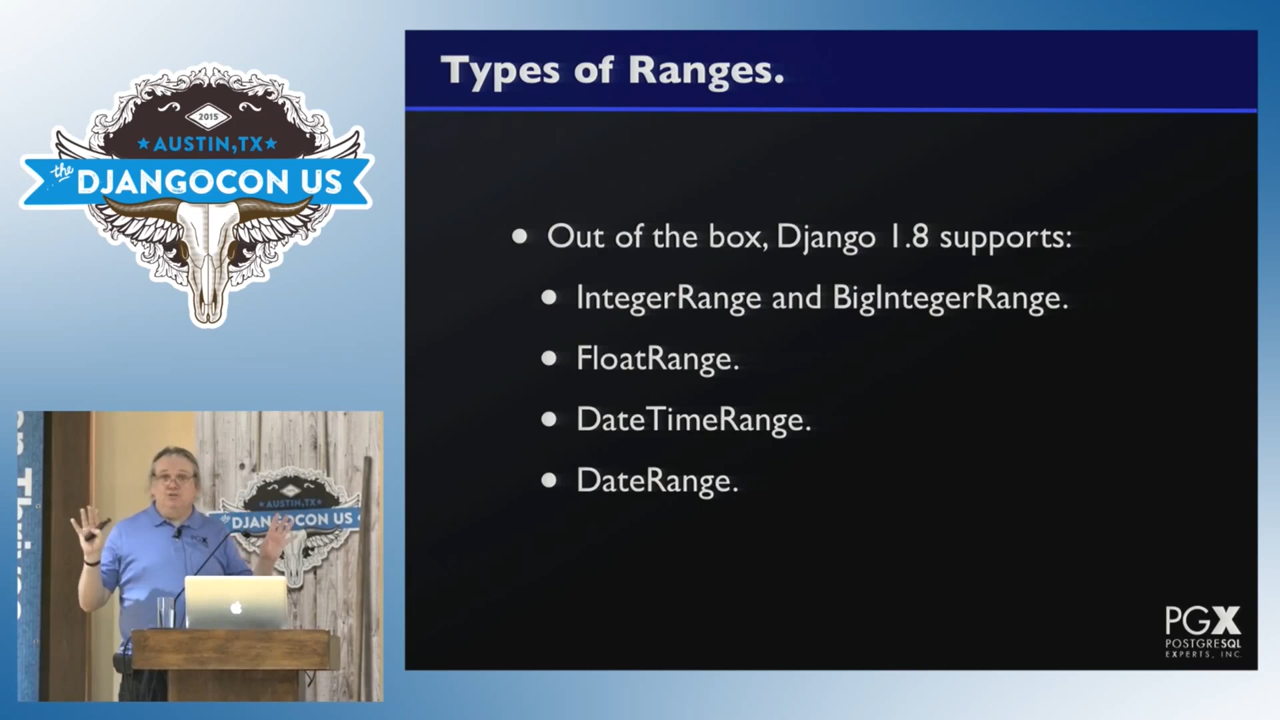 2015
AUSTIN, TX
the
DJANGOCON US
Types of Ranges.
Out of the box, Django 1.8 supports:
IntegerRange and BigIntegerRange.
FloatRange.
DateTimeRange.
DateRange.
PGX
AUSTIN,TX
DJANGOCON US
PGX
POSTGRESQL
EXPERTS, INC.